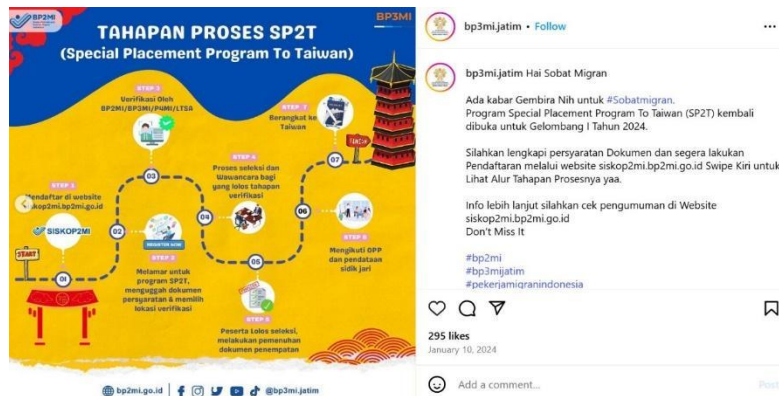 BP2MI
BP3MI
TAHAPAN PROSES SP2T
(Special Placement Program To Taiwan)
STEP 1
Mendaftar di website
siskop2mi.bp2mi.go.id
SISKOP2MI
START
01
02
STEP 2
Melamar untuk
program SP2T,
mengunggah dokumen
persyaratan & memilih
lokasi verifikasi
STEP 3
Verifikasi Oleh
BP2MI/BP3MI/P4MI/LTSA
03
STEP 4
Proses seleksi dan
Wawancara bagi
yang lolos tahapan
verifikasi
04
05
STEP 5
Peserta Lolos seleksi,
melakukan pemenuhan
dokumen penempatan
06
STEP 6
Mengikuti OPP
dan pendataan
sidik jari
STEP 7
Berangkat ke
Taiwan
07
FINISH
bp2mi.go.id
@bp3mi.jatim
bp3mi.jatim • Follow
bp3mi.jatim Hai Sobat Migran
Ada kabar Gembira Nih untuk #Sobatmigran.
Program Special Placement Program To Taiwan (SP2T) kembali
dibuka untuk Gelombang I Tahun 2024.
Silahkan lengkapi persyaratan Dokumen dan segera lakukan
Pendaftaran melalui website siskop2mi.bp2mi.go.id Swipe Kiri untuk
Lihat Alur Tahapan Prosesnya yaa.
Info lebih lanjut silahkan cek pengumuman di Website
siskop2mi.bp2mi.go.id
Don't Miss It
#bp2mi
#bp3mijatim
#pekerjamigranindonesia
295 likes
January 10, 2024
Add a comment...
Post